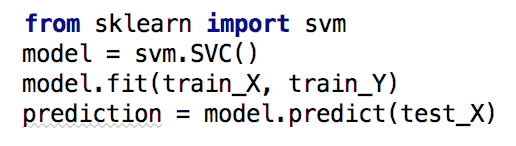 from sklearn import svm
model = svm.SVC()
model.fit(train_X, train_Y)
prediction = model.predict(test_X)